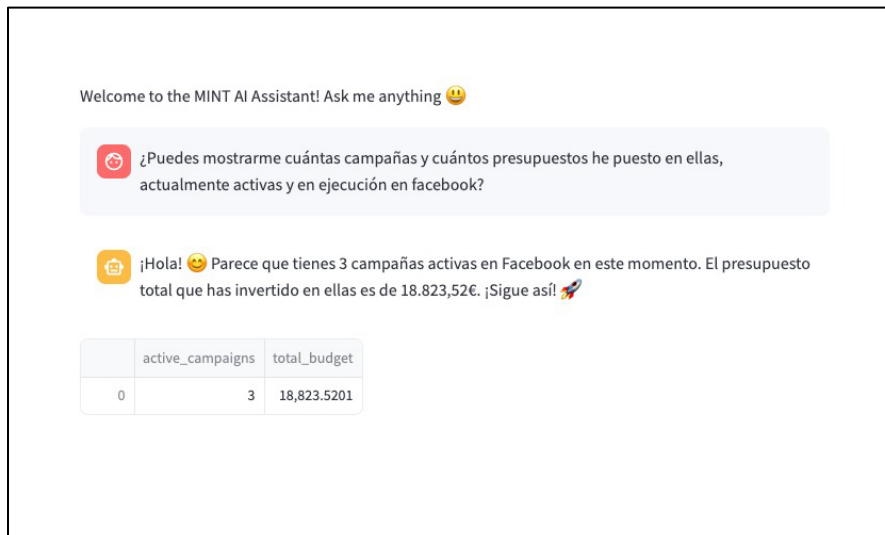 Welcome to the MINT AI Assistant! Ask me anything 😃
¿Puedes mostrarme cuántas campañas y cuántos presupuestos he puesto en ellas,
actualmente activas y en ejecución en facebook?
¡Hola! 😊 Parece que tienes 3 campañas activas en Facebook en este momento. El presupuesto
total que has invertido en ellas es de 18.823,52€. ¡Sigue así! 🚀
active_campaigns total_budget
0 3 18,823.5201